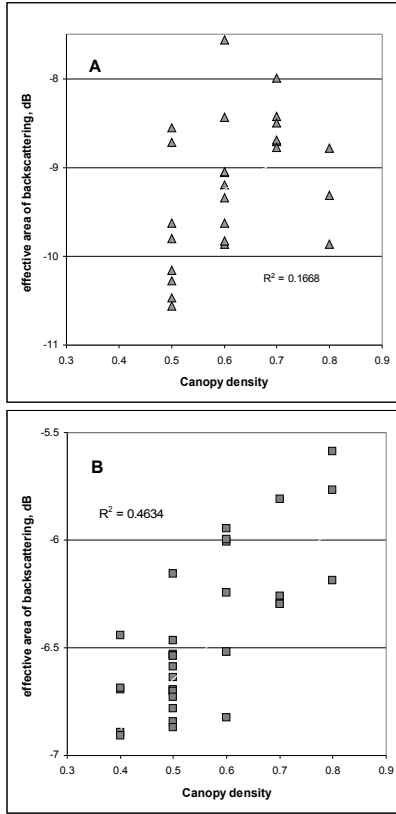 A
effective area of backscattering, dB
-8
-9
-10
-11
R² = 0.1668
0.3 0.4 0.5 0.6 0.7 0.8 0.9
Canopy density
B
effective area of backscattering, dB
-5.5
-6
-6.5
-7
R² = 0.4634
0.3 0.4 0.5 0.6 0.7 0.8 0.9
Canopy density